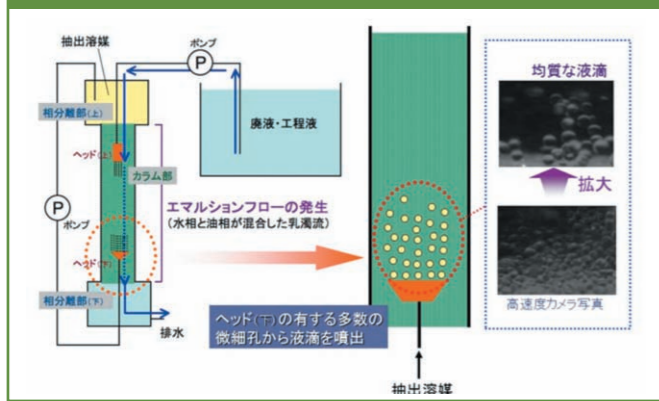 抽出溶媒
ポンプ
P
相分離部(上)
廃液・工程液
ヘッド(上)
カラム部
P
ポンプ
エマルションフローの発生
(水相と油相が混合した乳濁流)
ヘッド(下)
相分離部(下)
排水
ヘッド(下)の有する多数の
微細孔から液滴を噴出
抽出溶媒
均質な液滴
拡大
高速度カメラ写真